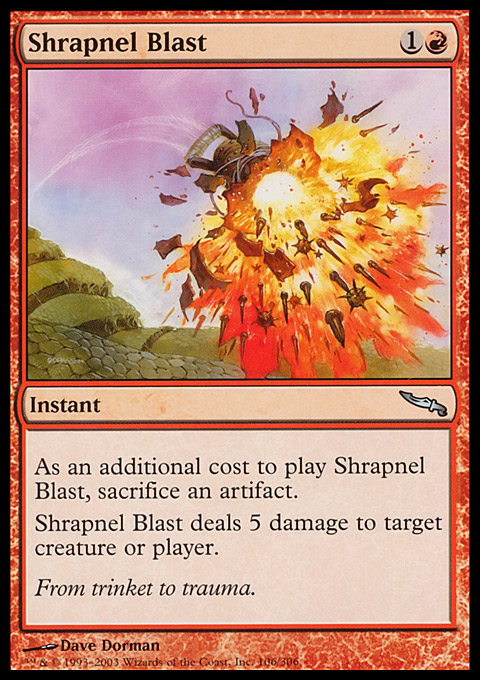 Shrapnel Blast 1
Instant
As an additional cost to play Shrapnel
Blast, sacrifice an artifact.
Shrapnel Blast deals 5 damage to target
creature or player.
From trinket to trauma.
Dave Dorman
™ & © 1993–2003 Wizards of the Coast, Inc. 106/306